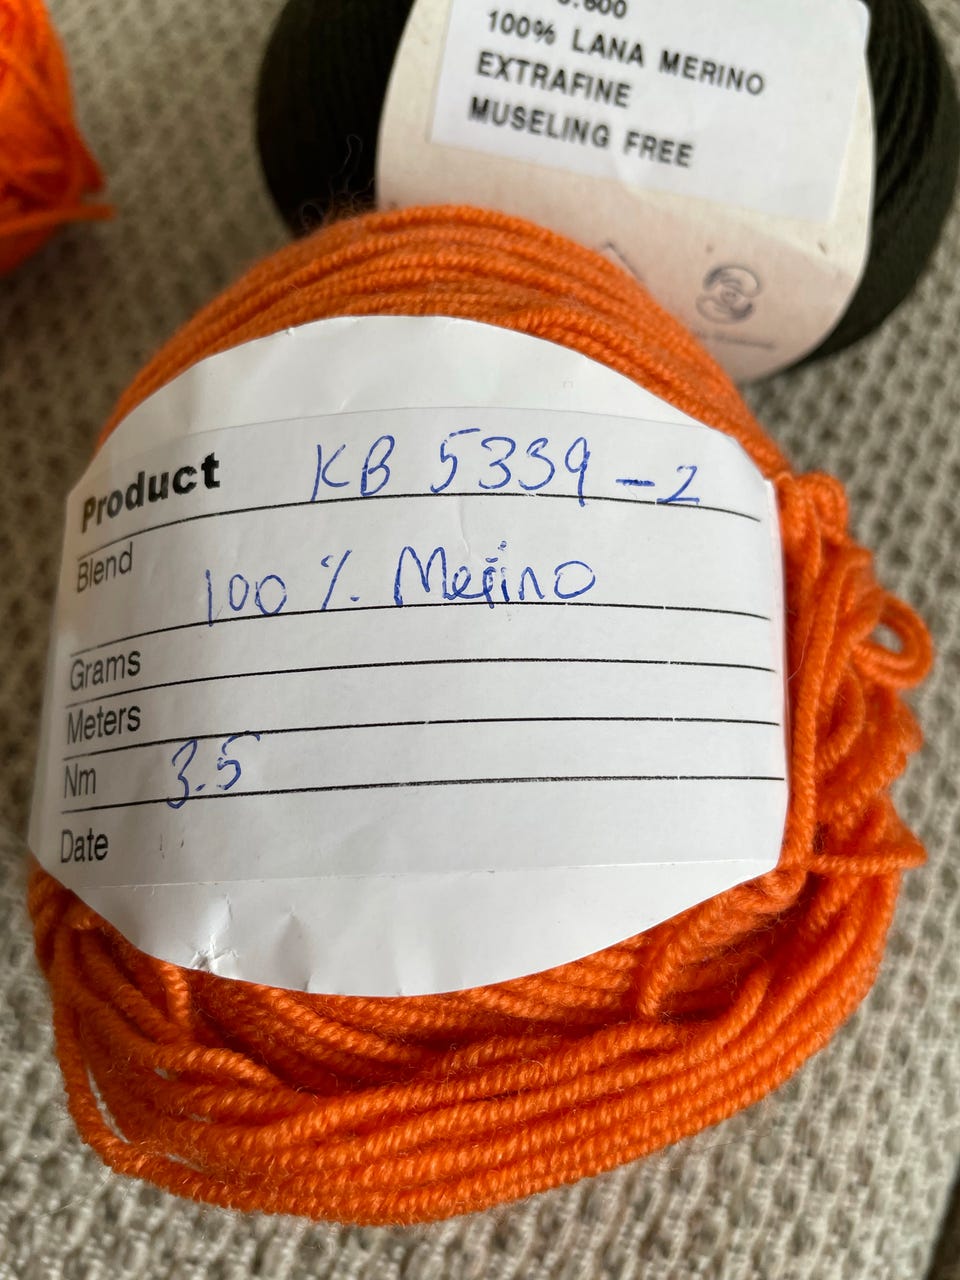 100% LANA MERINO
EXTRAFINE
MUSELING FREE
Product KB 5339-2
Blend 100 % Merino
Grams
Meters
Nm 3.5
Date